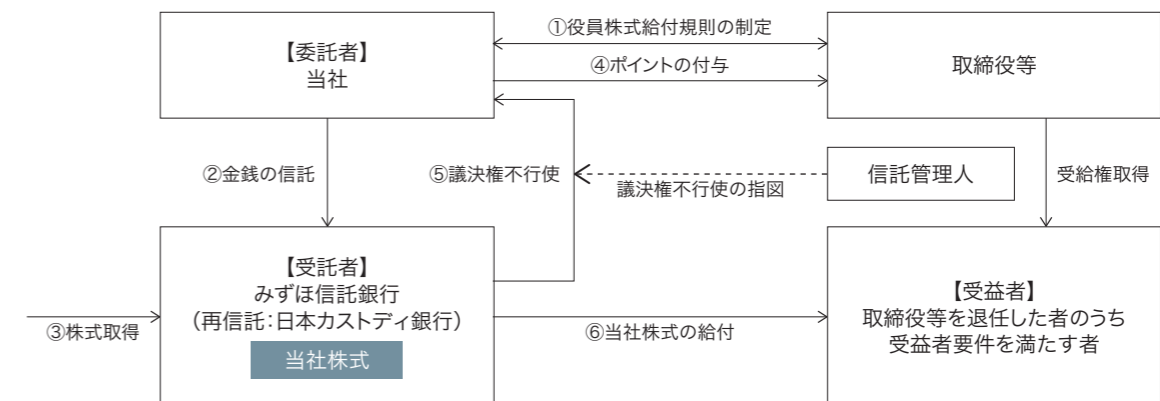 ①役員株式給付規則の制定
【委託者】
当社
④ポイントの付与
取締役等
②金銭の信託
⑤議決権不行使
議決権不行使の指図
信託管理人
受給権取得
③株式取得
【受託者】
みずほ信託銀行
（再信託：日本カストディ銀行）
当社株式
⑥当社株式の給付
【受益者】
取締役等を退任した者のうち
受益者要件を満たす者